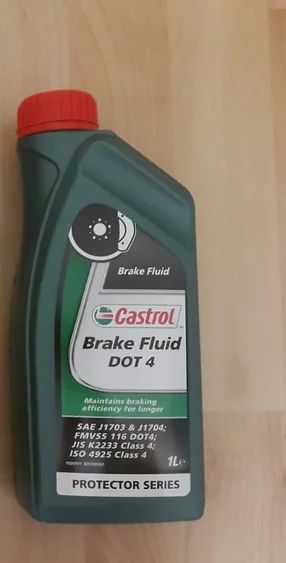 Brake Fluid
Castrol
Brake Fluid
DOT 4
Maintains braking
efficiency for longer
SAE J1703 & J1704;
FMVSS 116 DOT4;
JIS K2233 Class 4;
ISO 4925 Class 4
1L e
PROTECTOR SERIES